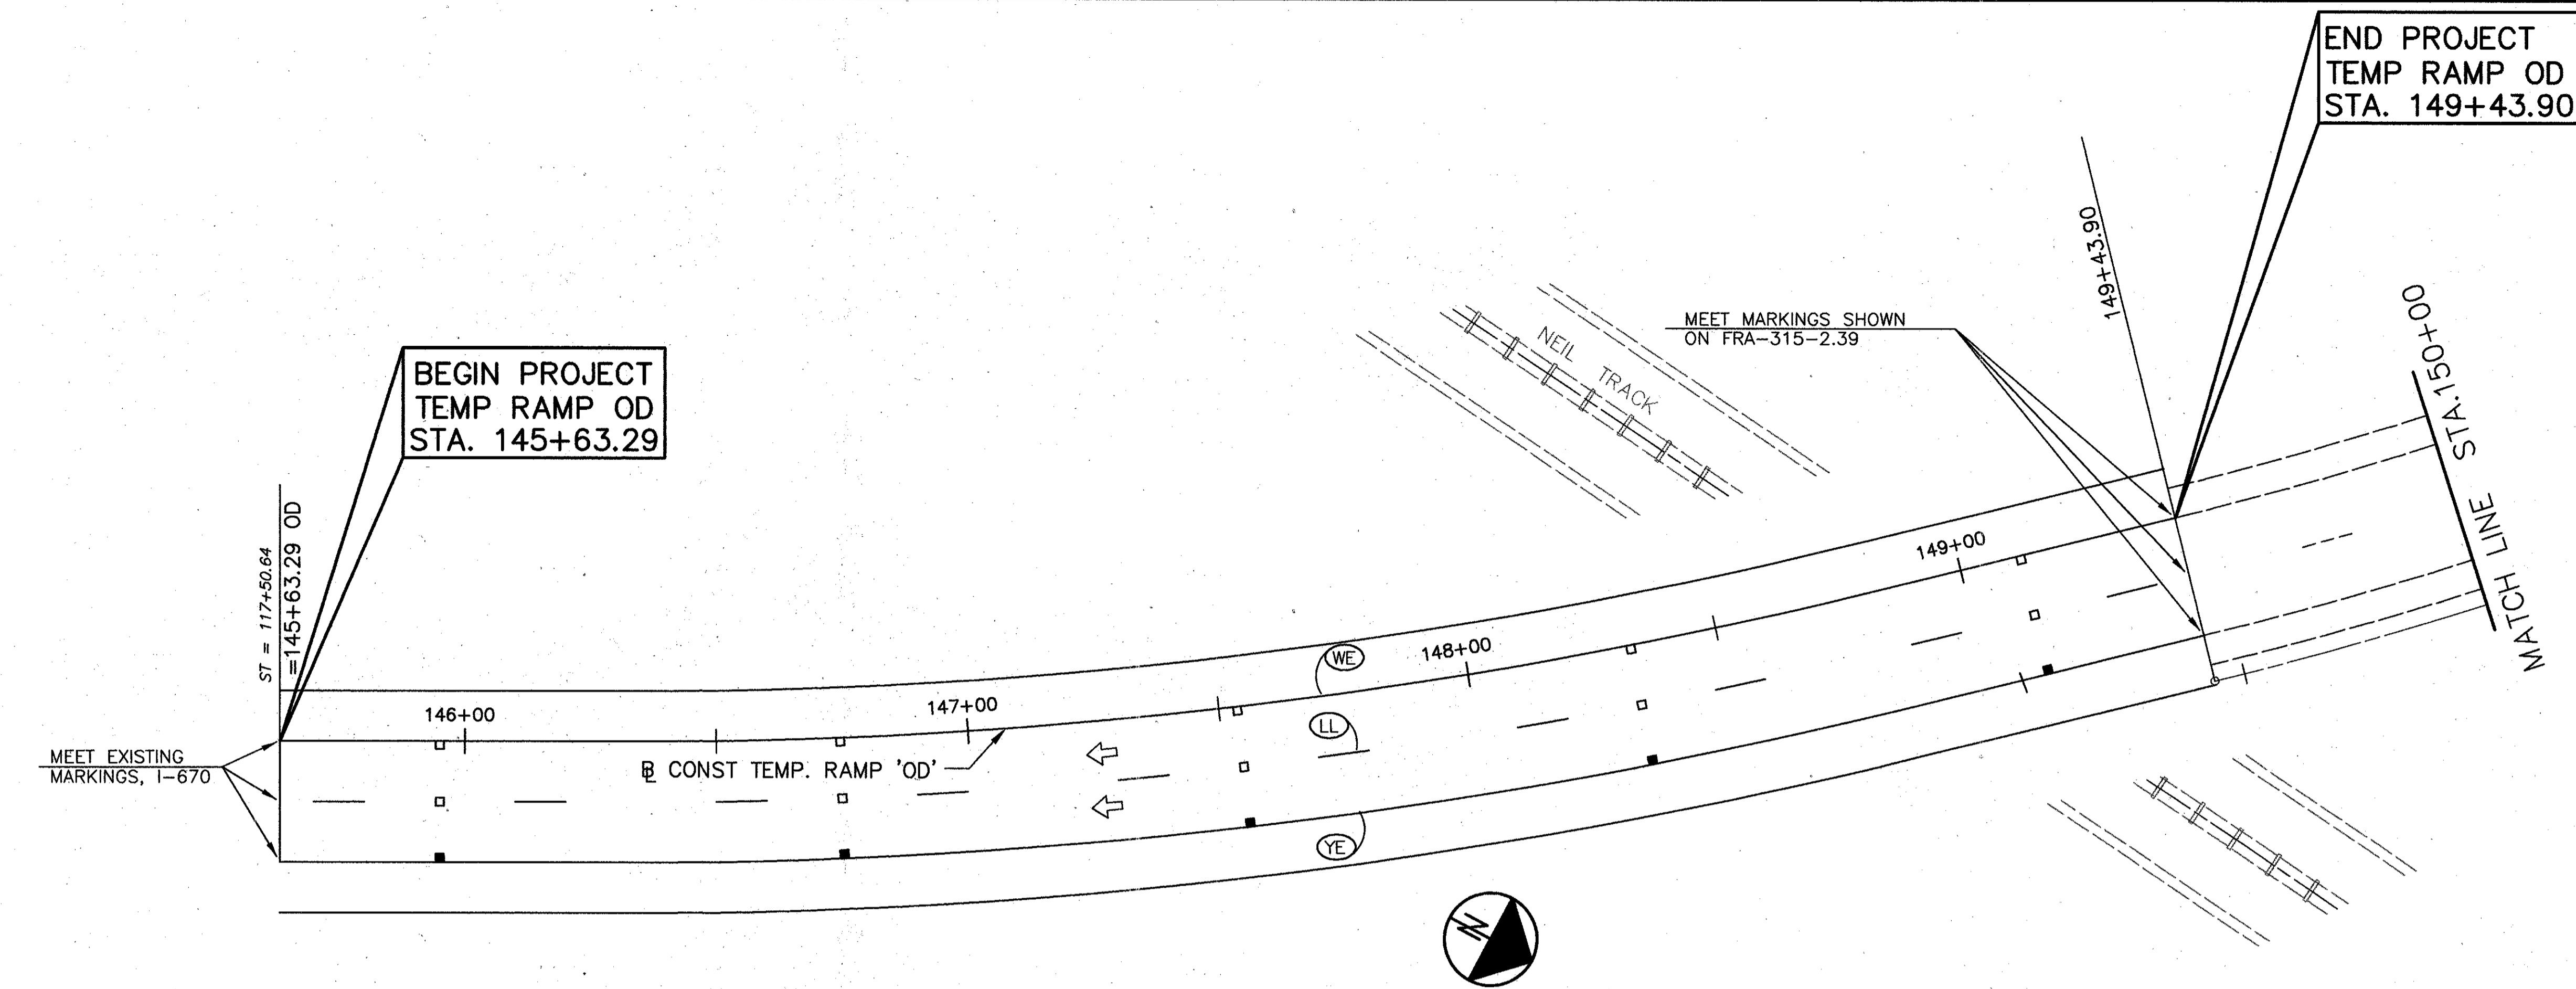 END PROJECT
TEMP RAMP OD
STA. 149+43.90
149+43.90
STA.150+00
MATCH LINE
MEET MARKINGS SHOWN
ON FRA-315-2.39
NEIL TRACK
BEGIN PROJECT
TEMP RAMP OD
STA. 145+63.29
ST = 117+50.64
=145+63.29 OD
149+00
148+00
147+00
146+00
WE
LL
YE
MEET EXISTING
MARKINGS, I-670
℄ CONST TEMP. RAMP 'OD'
N